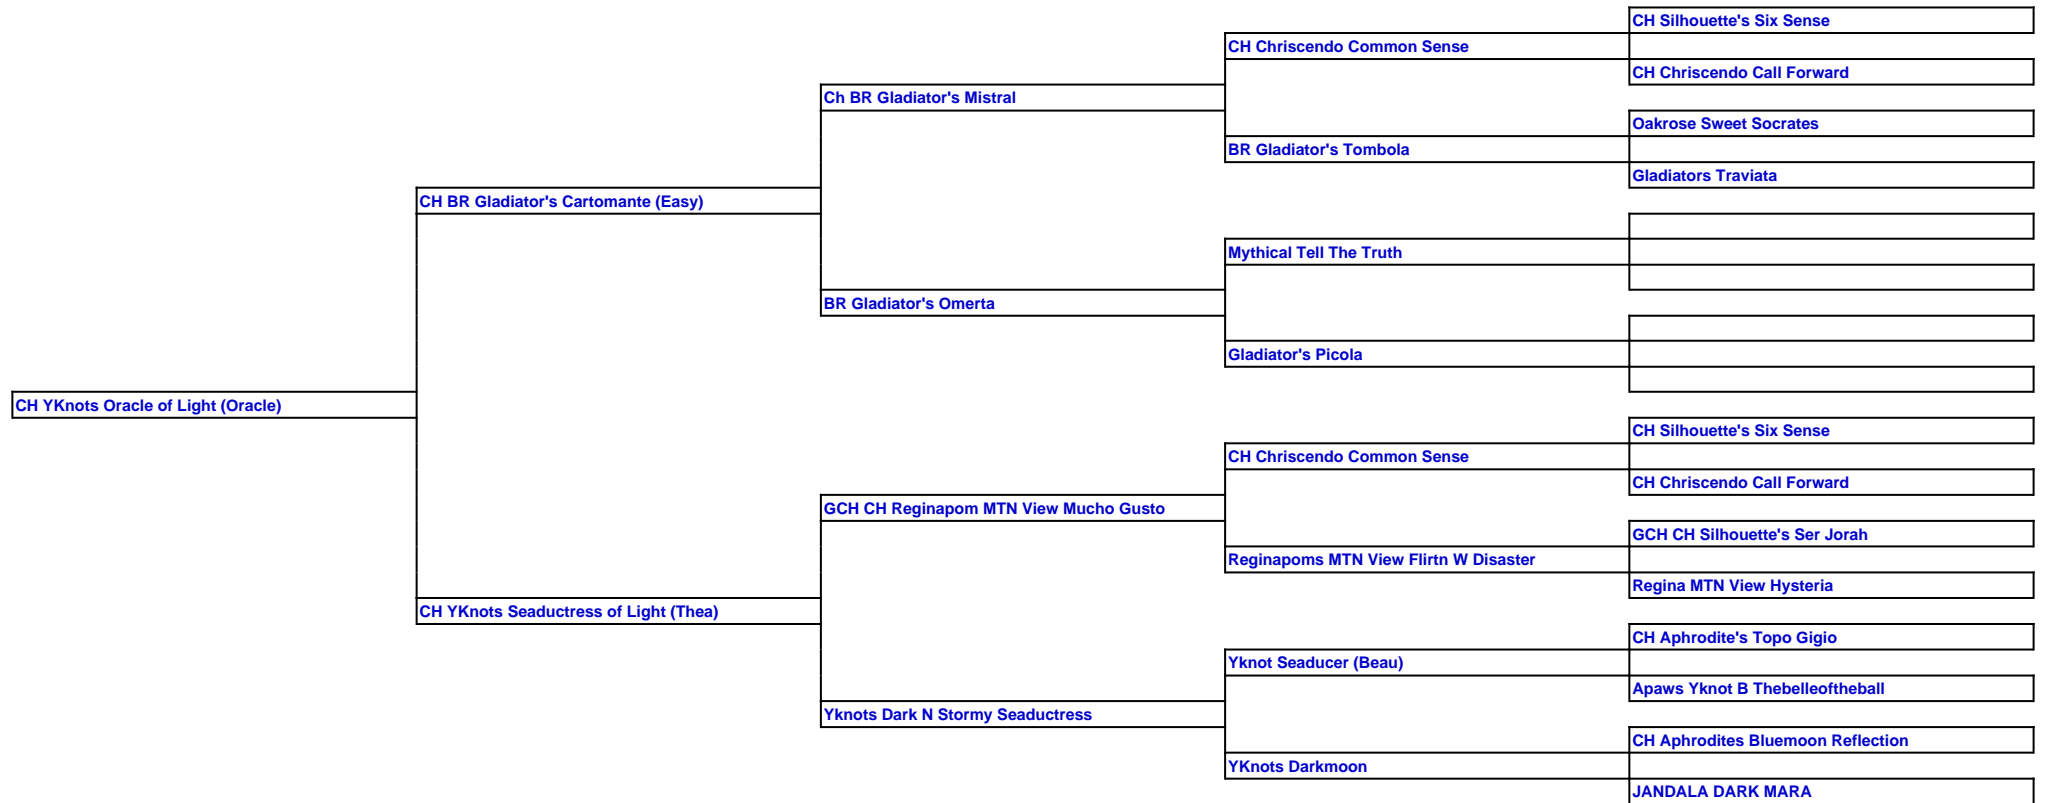 CH Silhouette's Six Sense
CH Chriscendo Common Sense
CH Chriscendo Call Forward
Ch BR Gladiator's Mistral
Oakrose Sweet Socrates
BR Gladiator's Tombola
Gladiators Traviata
CH BR Gladiator's Cartomante (Easy)
Mythical Tell The Truth
BR Gladiator's Omerta
Gladiator's Picola
CH YKnots Oracle of Light (Oracle)
CH Silhouette's Six Sense
CH Chriscendo Common Sense
CH Chriscendo Call Forward
GCH CH Reginapom MTN View Mucho Gusto
GCH CH Silhouette's Ser Jorah
Reginapoms MTN View Flirtn W Disaster
Regina MTN View Hysteria
CH YKnots Seaductress of Light (Thea)
CH Aphrodite's Topo Gigio
Yknot Seaducer (Beau)
Apaws Yknot B Thebelleoftheball
Yknots Dark N Stormy Seaductress
CH Aphrodites Bluemoon Reflection
YKnots Darkmoon
JANDALA DARK MARA